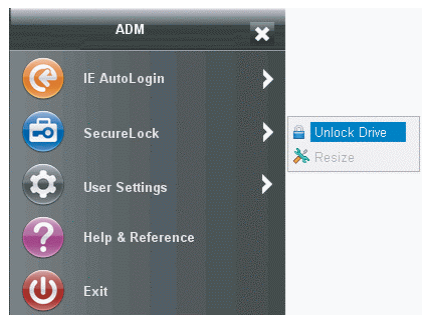 ADM
IE AutoLogin
SecureLock
Unlock Drive
Resize
User Settings
Help & Reference
Exit